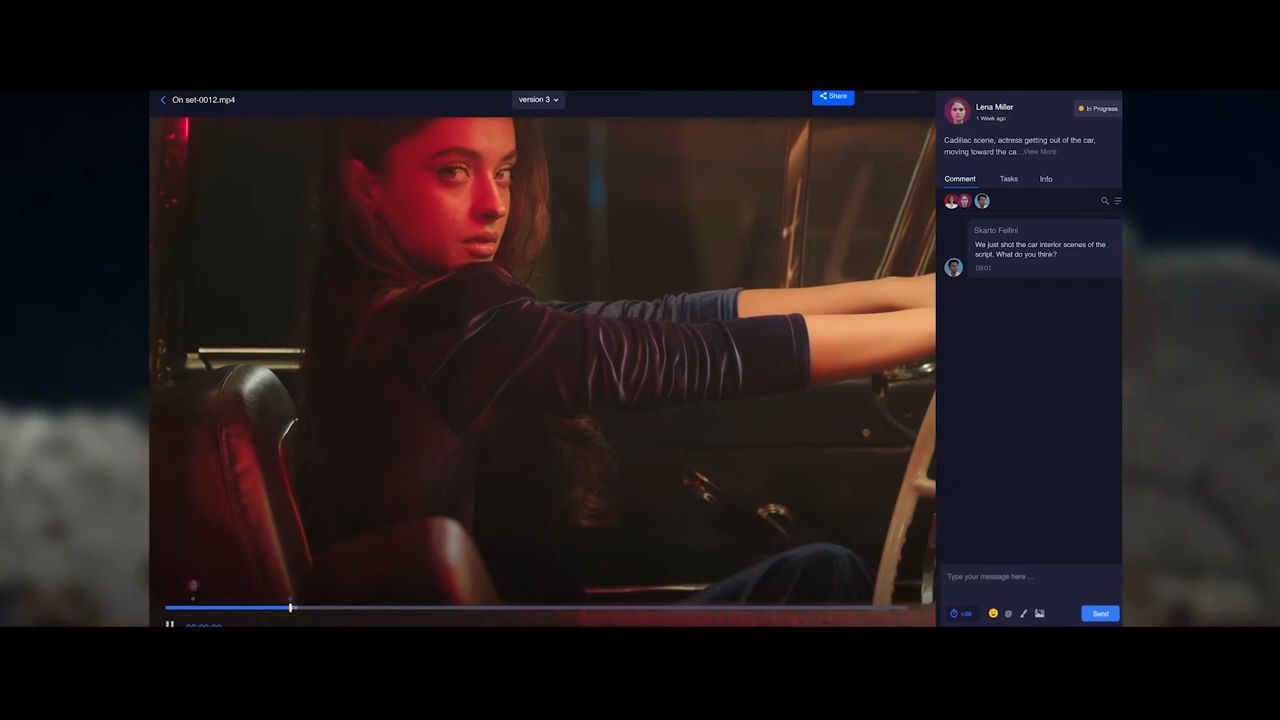 On set-0012.mp4
version 3
Share
Lena Miller
1 Week ago
In Progress
Cadillac scene, actress getting out of the car,
moving toward the ca...View More
Comment Tasks Info
Skarto Fellini
We just shot the car interior scenes of the
script. What do you think?
09:01
Type your message here ...
@
Send